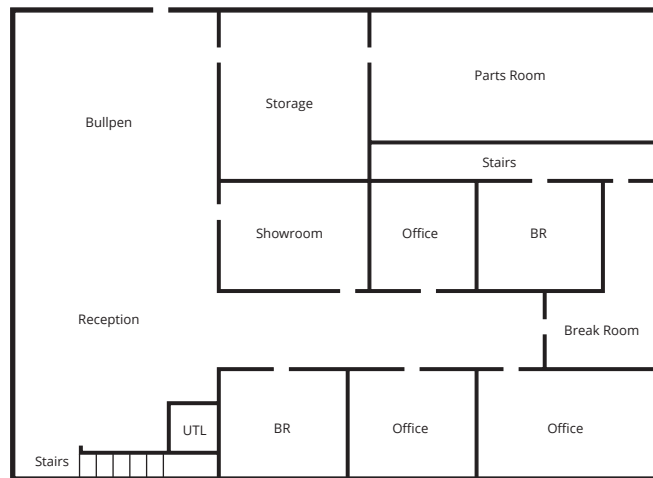 Parts Room
Storage
Bullpen
Stairs
Showroom
Office
BR
Reception
Break Room
UTL
BR
Office
Office
Stairs